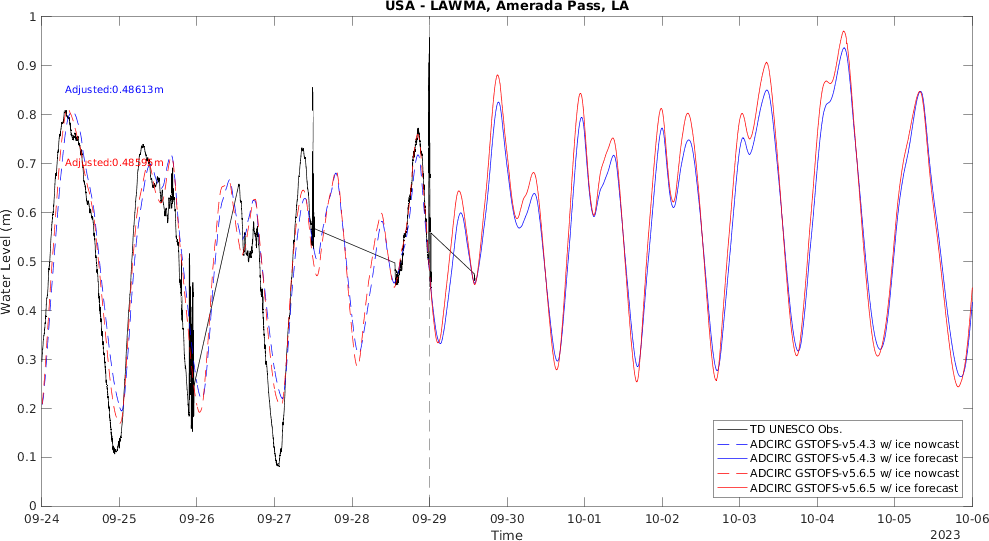 USA - LAWMA, Amerada Pass, LA
1
0.9
0.8
0.7
0.6
0.5
0.4
0.3
0.2
0.1
0
Water Level (m)
Adjusted:0.48613m
Adjusted:0.48595m
TD UNESCO Obs.
ADCIRC GSTOFS-v5.4.3 w/ ice nowcast
ADCIRC GSTOFS-v5.4.3 w/ ice forecast
ADCIRC GSTOFS-v5.6.5 w/ ice nowcast
ADCIRC GSTOFS-v5.6.5 w/ ice forecast
09-24 09-25 09-26 09-27 09-28 09-29 09-30 10-01 10-02 10-03 10-04 10-05 10-06
Time 2023